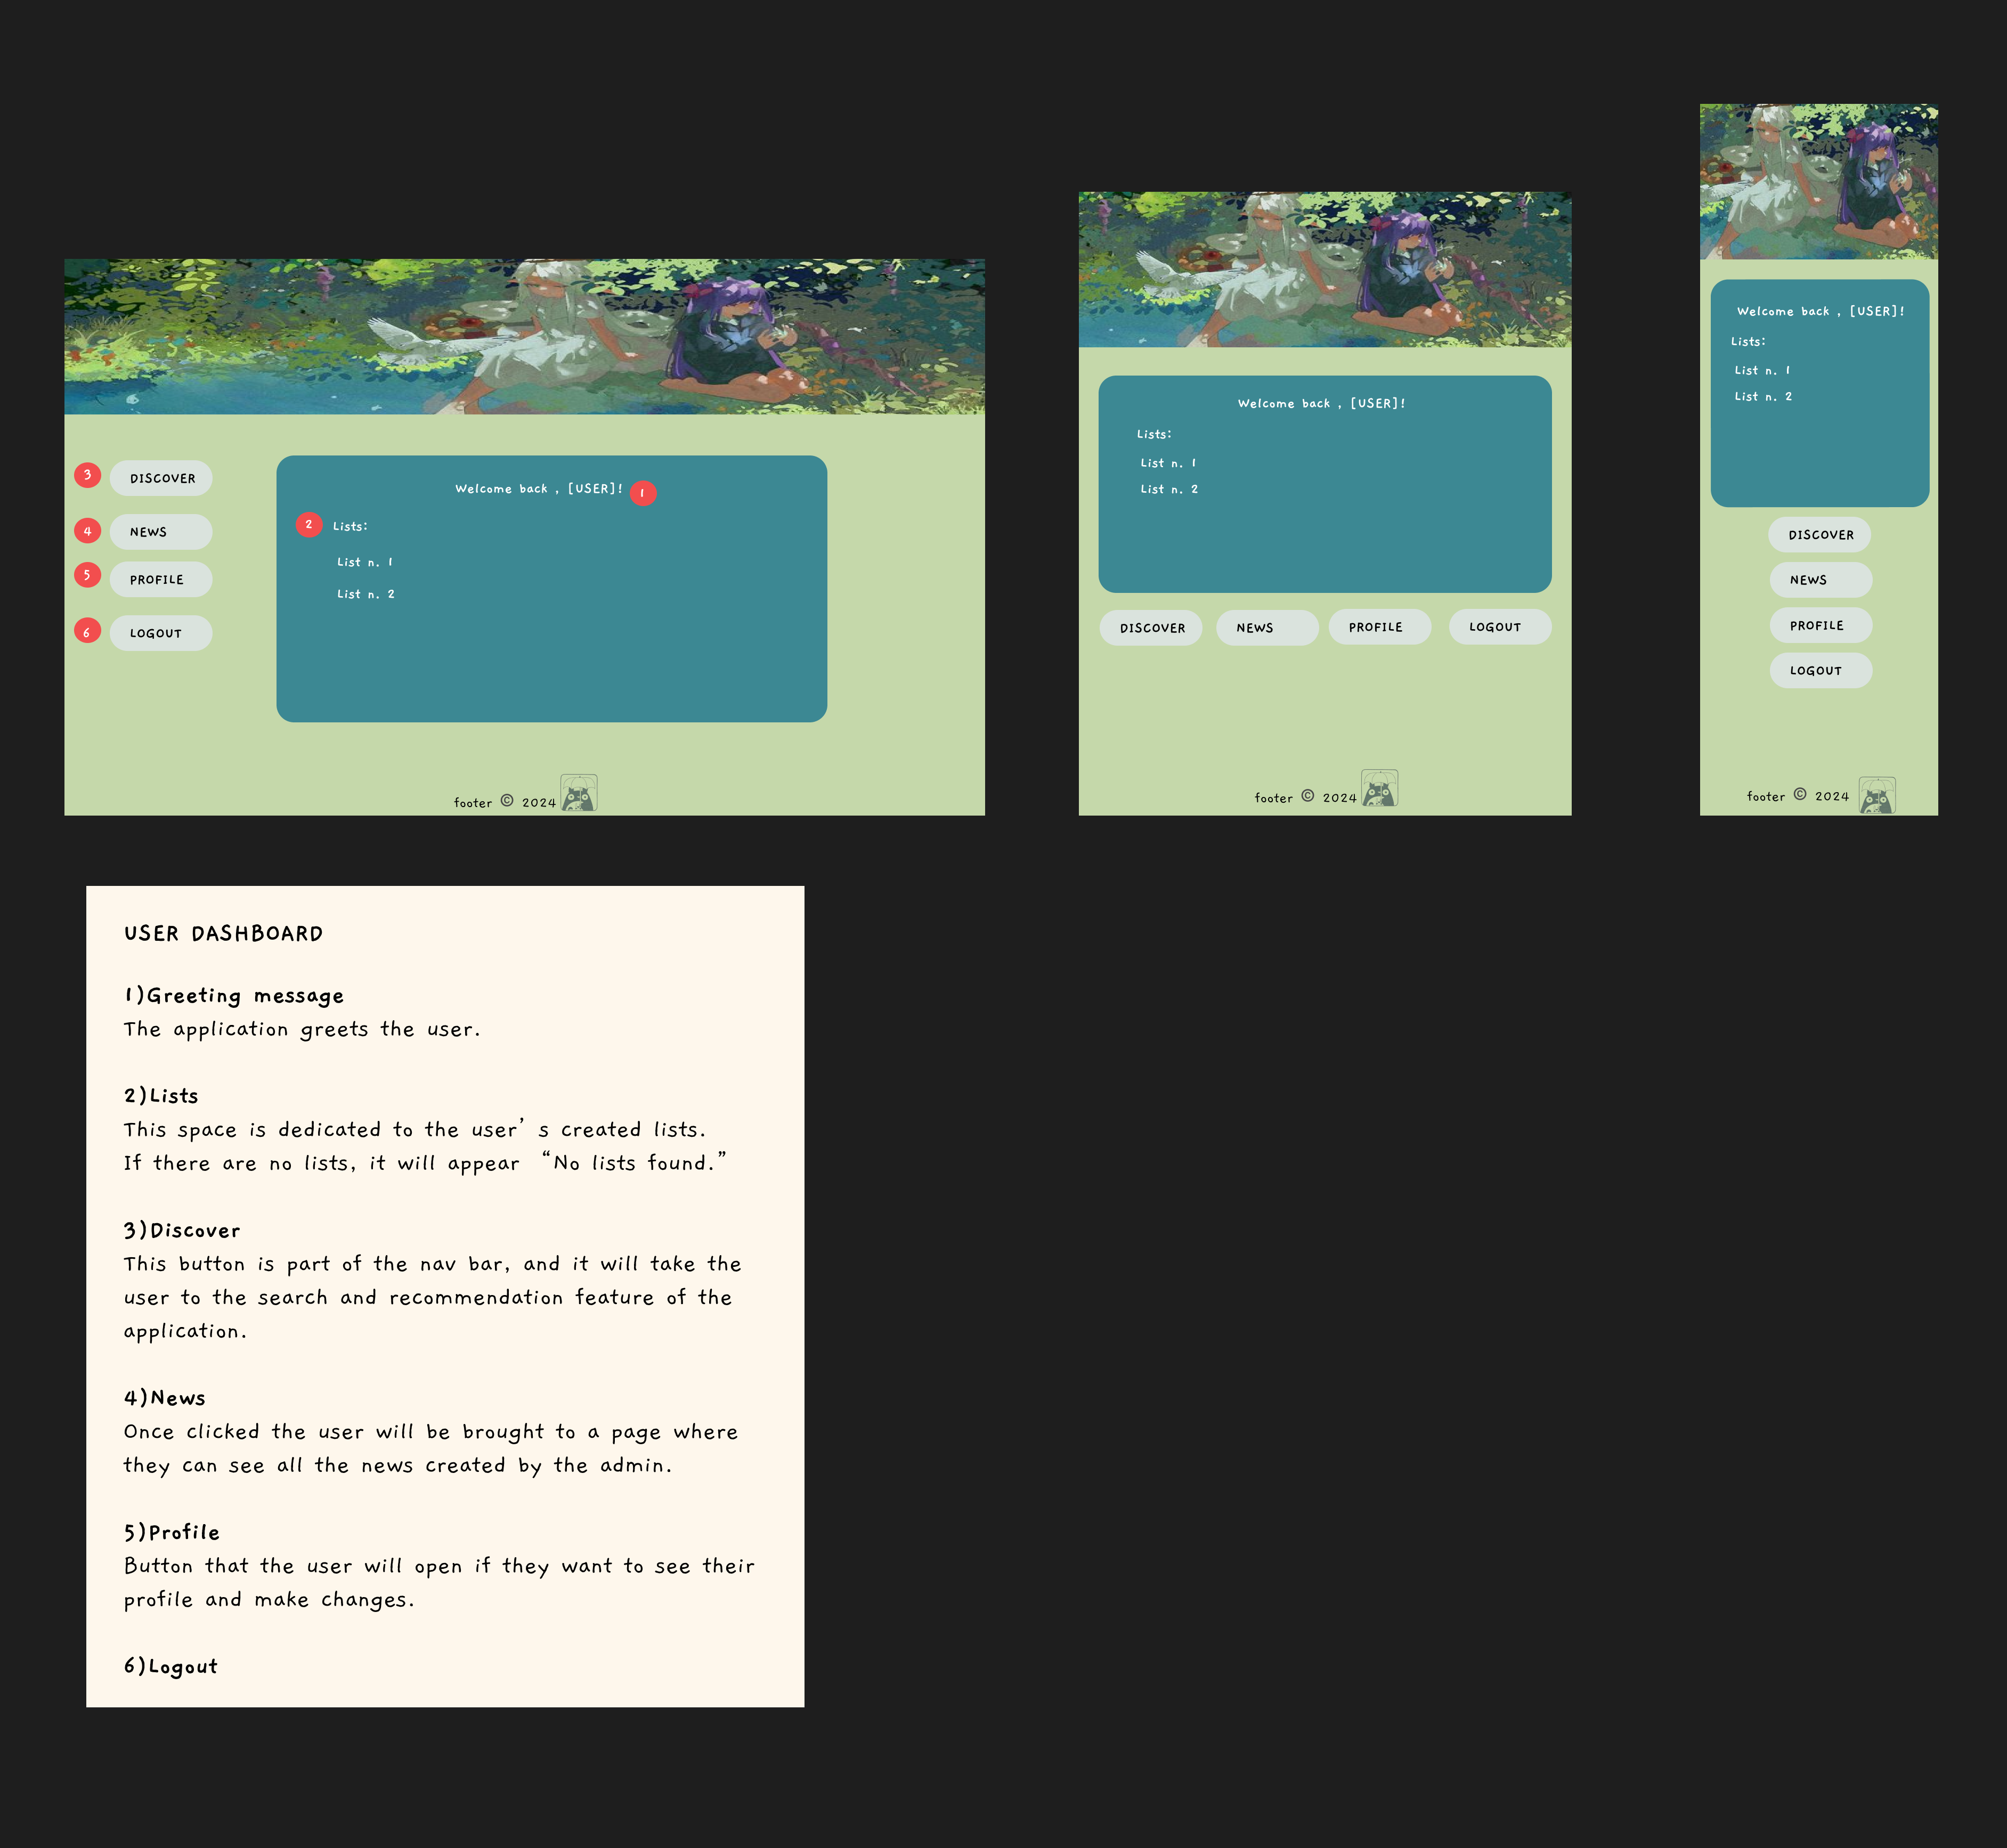 3
DISCOVER
4
NEWS
5
PROFILE
6
LOGOUT
Welcome back , [USER]!
1
2
Lists:
List n. 1
List n. 2
footer © 2024
Welcome back , [USER]!
Lists:
List n. 1
List n. 2
DISCOVER
NEWS
PROFILE
LOGOUT
footer © 2024
Welcome back , [USER]!
Lists:
List n. 1
List n. 2
DISCOVER
NEWS
PROFILE
LOGOUT
footer © 2024
USER DASHBOARD
1)Greeting message
The application greets the user.
2)Lists
This space is dedicated to the user’s created lists.
If there are no lists, it will appear “No lists found.”
3)Discover
This button is part of the nav bar, and it will take the
user to the search and recommendation feature of the
application.
4)News
Once clicked the user will be brought to a page where
they can see all the news created by the admin.
5)Profile
Button that the user will open if they want to see their
profile and make changes.
6)Logout